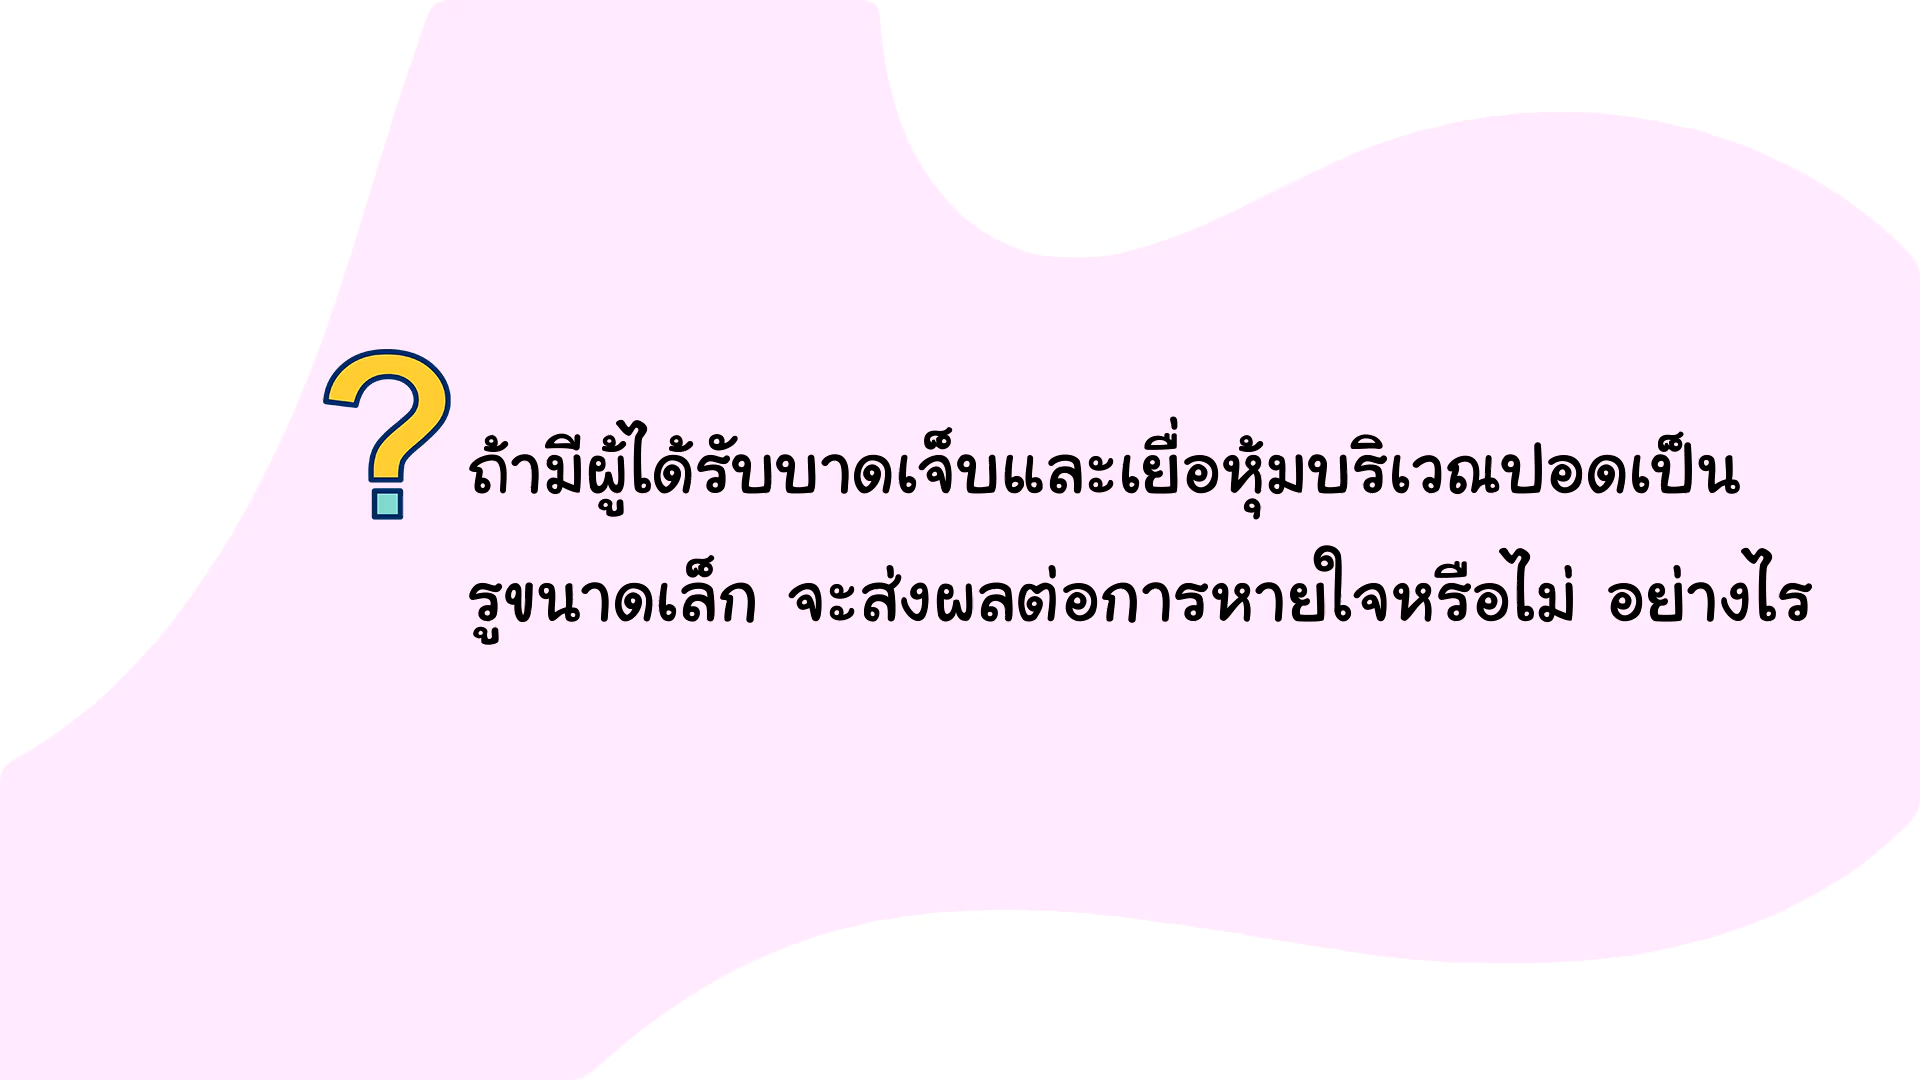 ?
ถ้ามีผู้ได้รับบาดเจ็บและเยื่อหุ้มบริเวณปอดเป็น
รูขนาดเล็ก จะส่งผลต่อการหายใจหรือไม่ อย่างไร